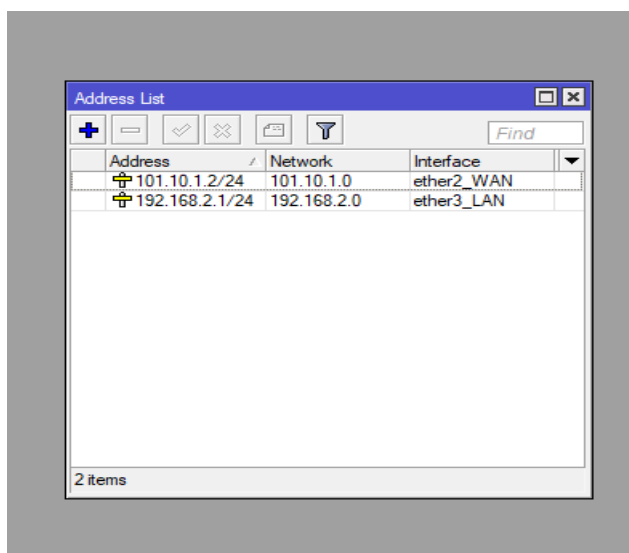 Address List
Find
Address Network Interface
101.10.1.2/24 101.10.1.0 ether2_WAN
192.168.2.1/24 192.168.2.0 ether3_LAN
2 items